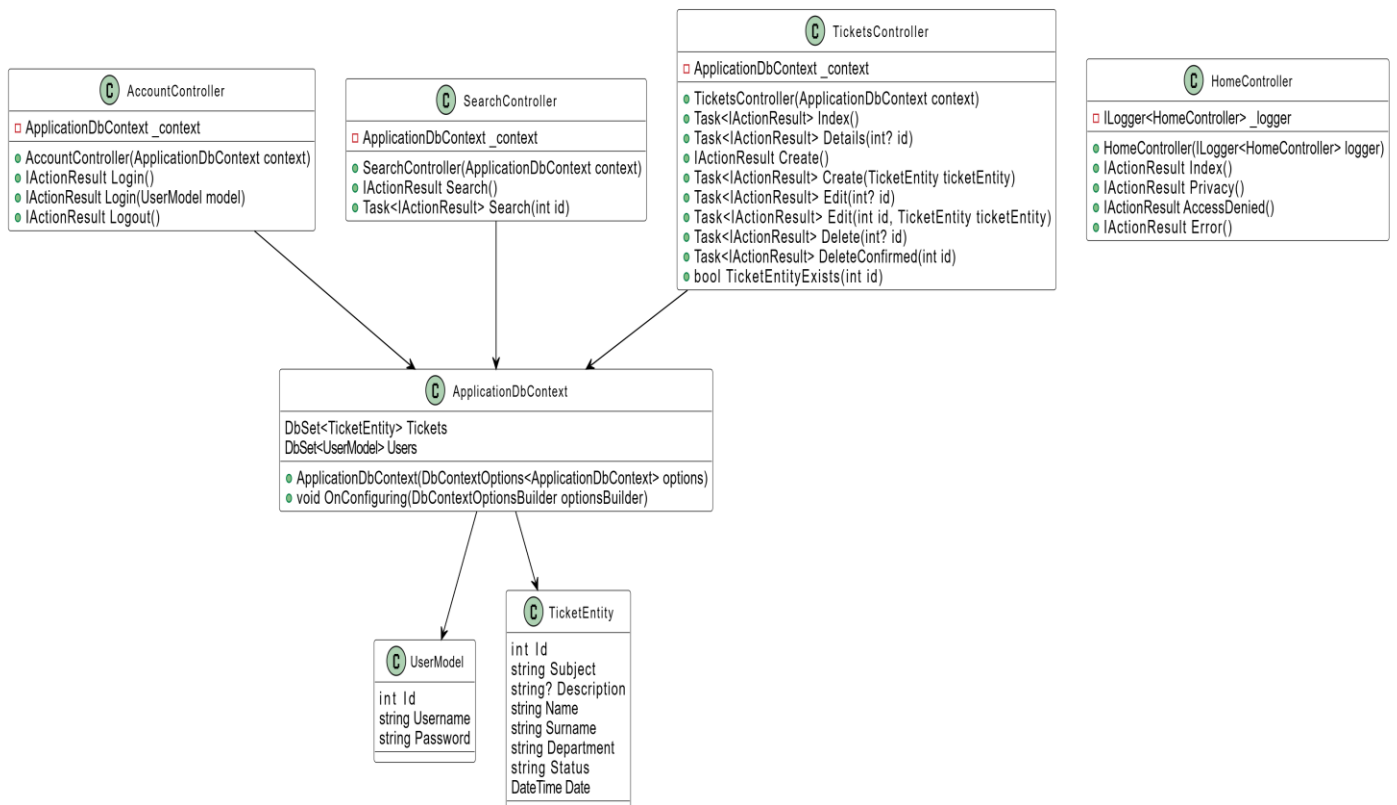 C AccountController
ApplicationDbContext _context
AccountController(ApplicationDbContext context)
IActionResult Login()
IActionResult Login(UserModel model)
IActionResult Logout()
C SearchController
ApplicationDbContext _context
SearchController(ApplicationDbContext context)
IActionResult Search()
Task<IActionResult> Search(int id)
C TicketsController
ApplicationDbContext _context
TicketsController(ApplicationDbContext context)
Task<IActionResult> Index()
Task<IActionResult> Details(int? id)
IActionResult Create()
Task<IActionResult> Create(TicketEntity ticketEntity)
Task<IActionResult> Edit(int? id)
Task<IActionResult> Edit(int id, TicketEntity ticketEntity)
Task<IActionResult> Delete(int? id)
Task<IActionResult> DeleteConfirmed(int id)
bool TicketEntityExists(int id)
C HomeController
ILogger<HomeController> _logger
HomeController(ILogger<HomeController> logger)
IActionResult Index()
IActionResult Privacy()
IActionResult AccessDenied()
IActionResult Error()
C ApplicationDbContext
DbSet<TicketEntity> Tickets
DbSet<UserModel> Users
ApplicationDbContext(DbContextOptions<ApplicationDbContext> options)
void OnConfiguring(DbContextOptionsBuilder optionsBuilder)
C UserModel
int Id
string Username
string Password
C TicketEntity
int Id
string Subject
string? Description
string Name
string Surname
string Department
string Status
DateTime Date